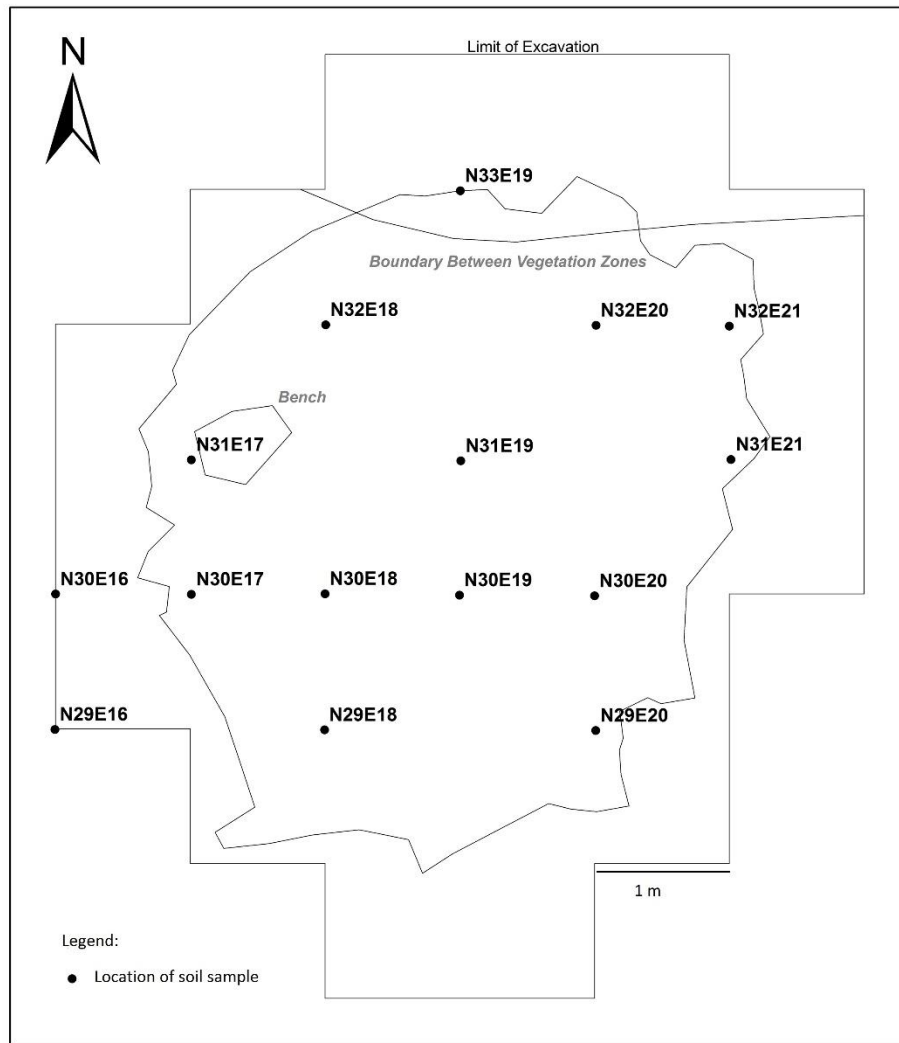 Limit of Excavation
N
N33E19
Boundary Between Vegetation Zones
N32E18
N32E20
N32E21
Bench
N31E17
N31E19
N31E21
N30E16
N30E17
N30E18
N30E19
N30E20
N29E16
N29E18
N29E20
1 m
Legend:
Location of soil sample